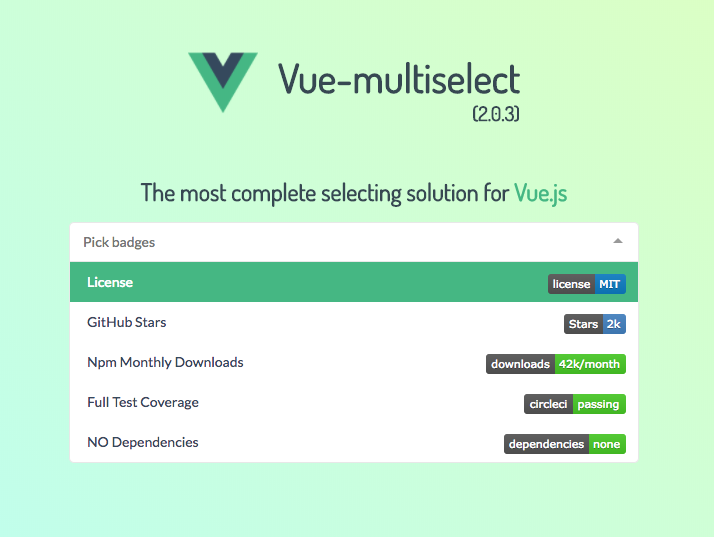 Vue-multiselect
(2.0.3)
The most complete selecting solution for Vue.js
Pick badges
License license MIT
GitHub Stars Stars 2k
Npm Monthly Downloads downloads 42k/month
Full Test Coverage circleci passing
NO Dependencies dependencies none